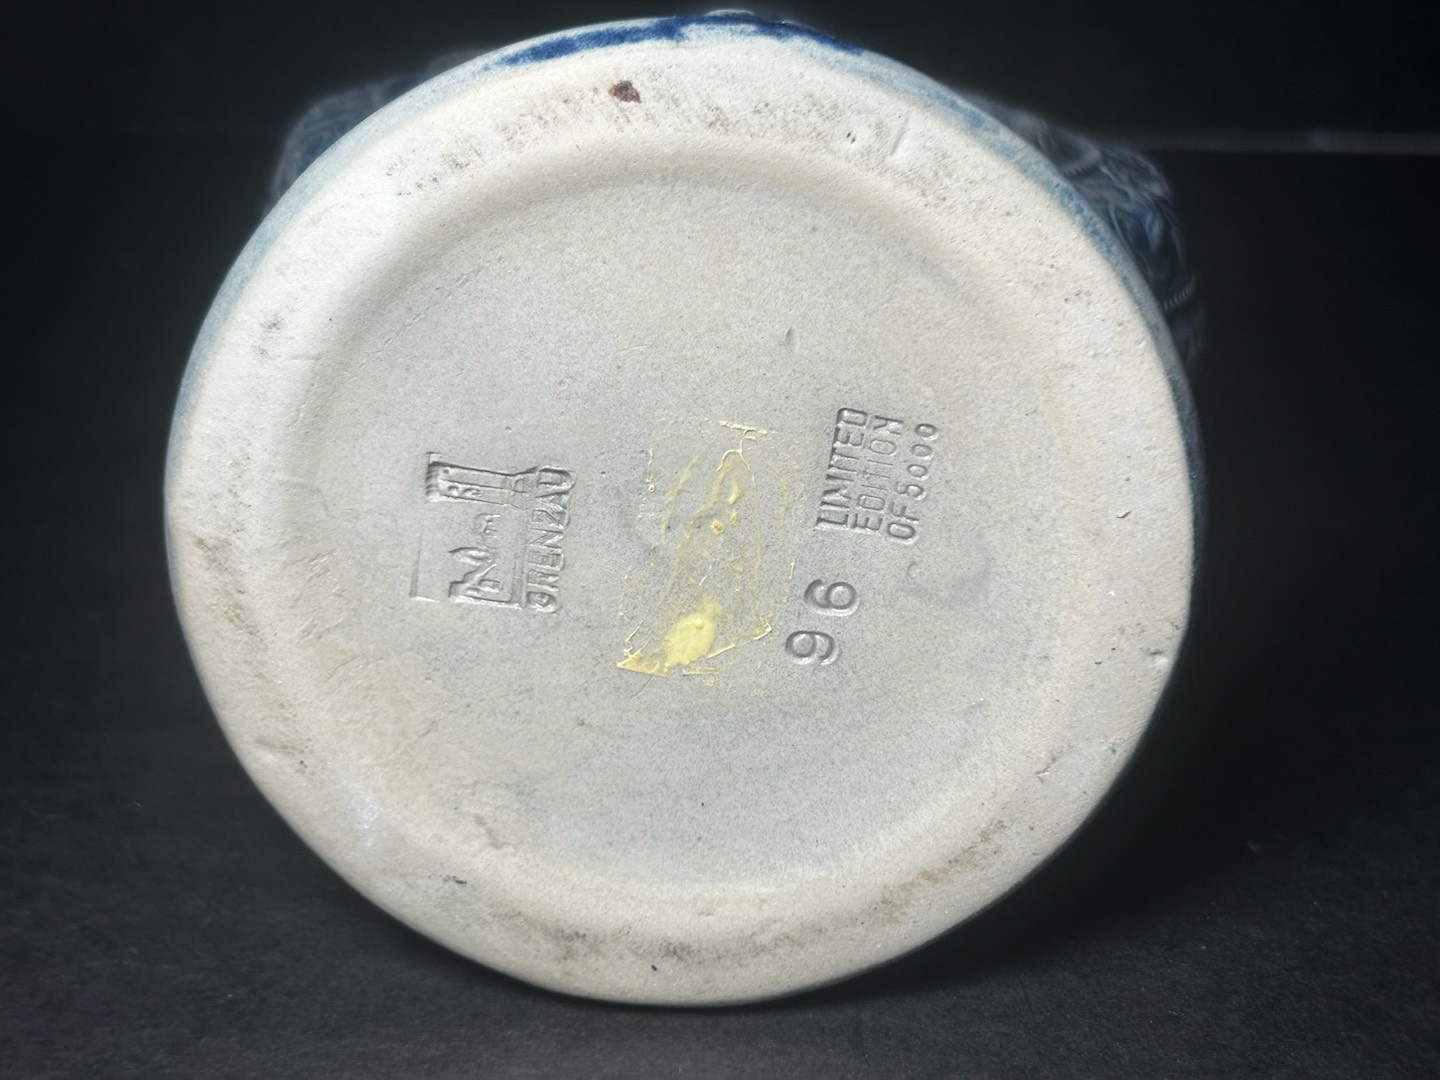 GRENZAU
LIMITED
EDITION
OF 5000
96